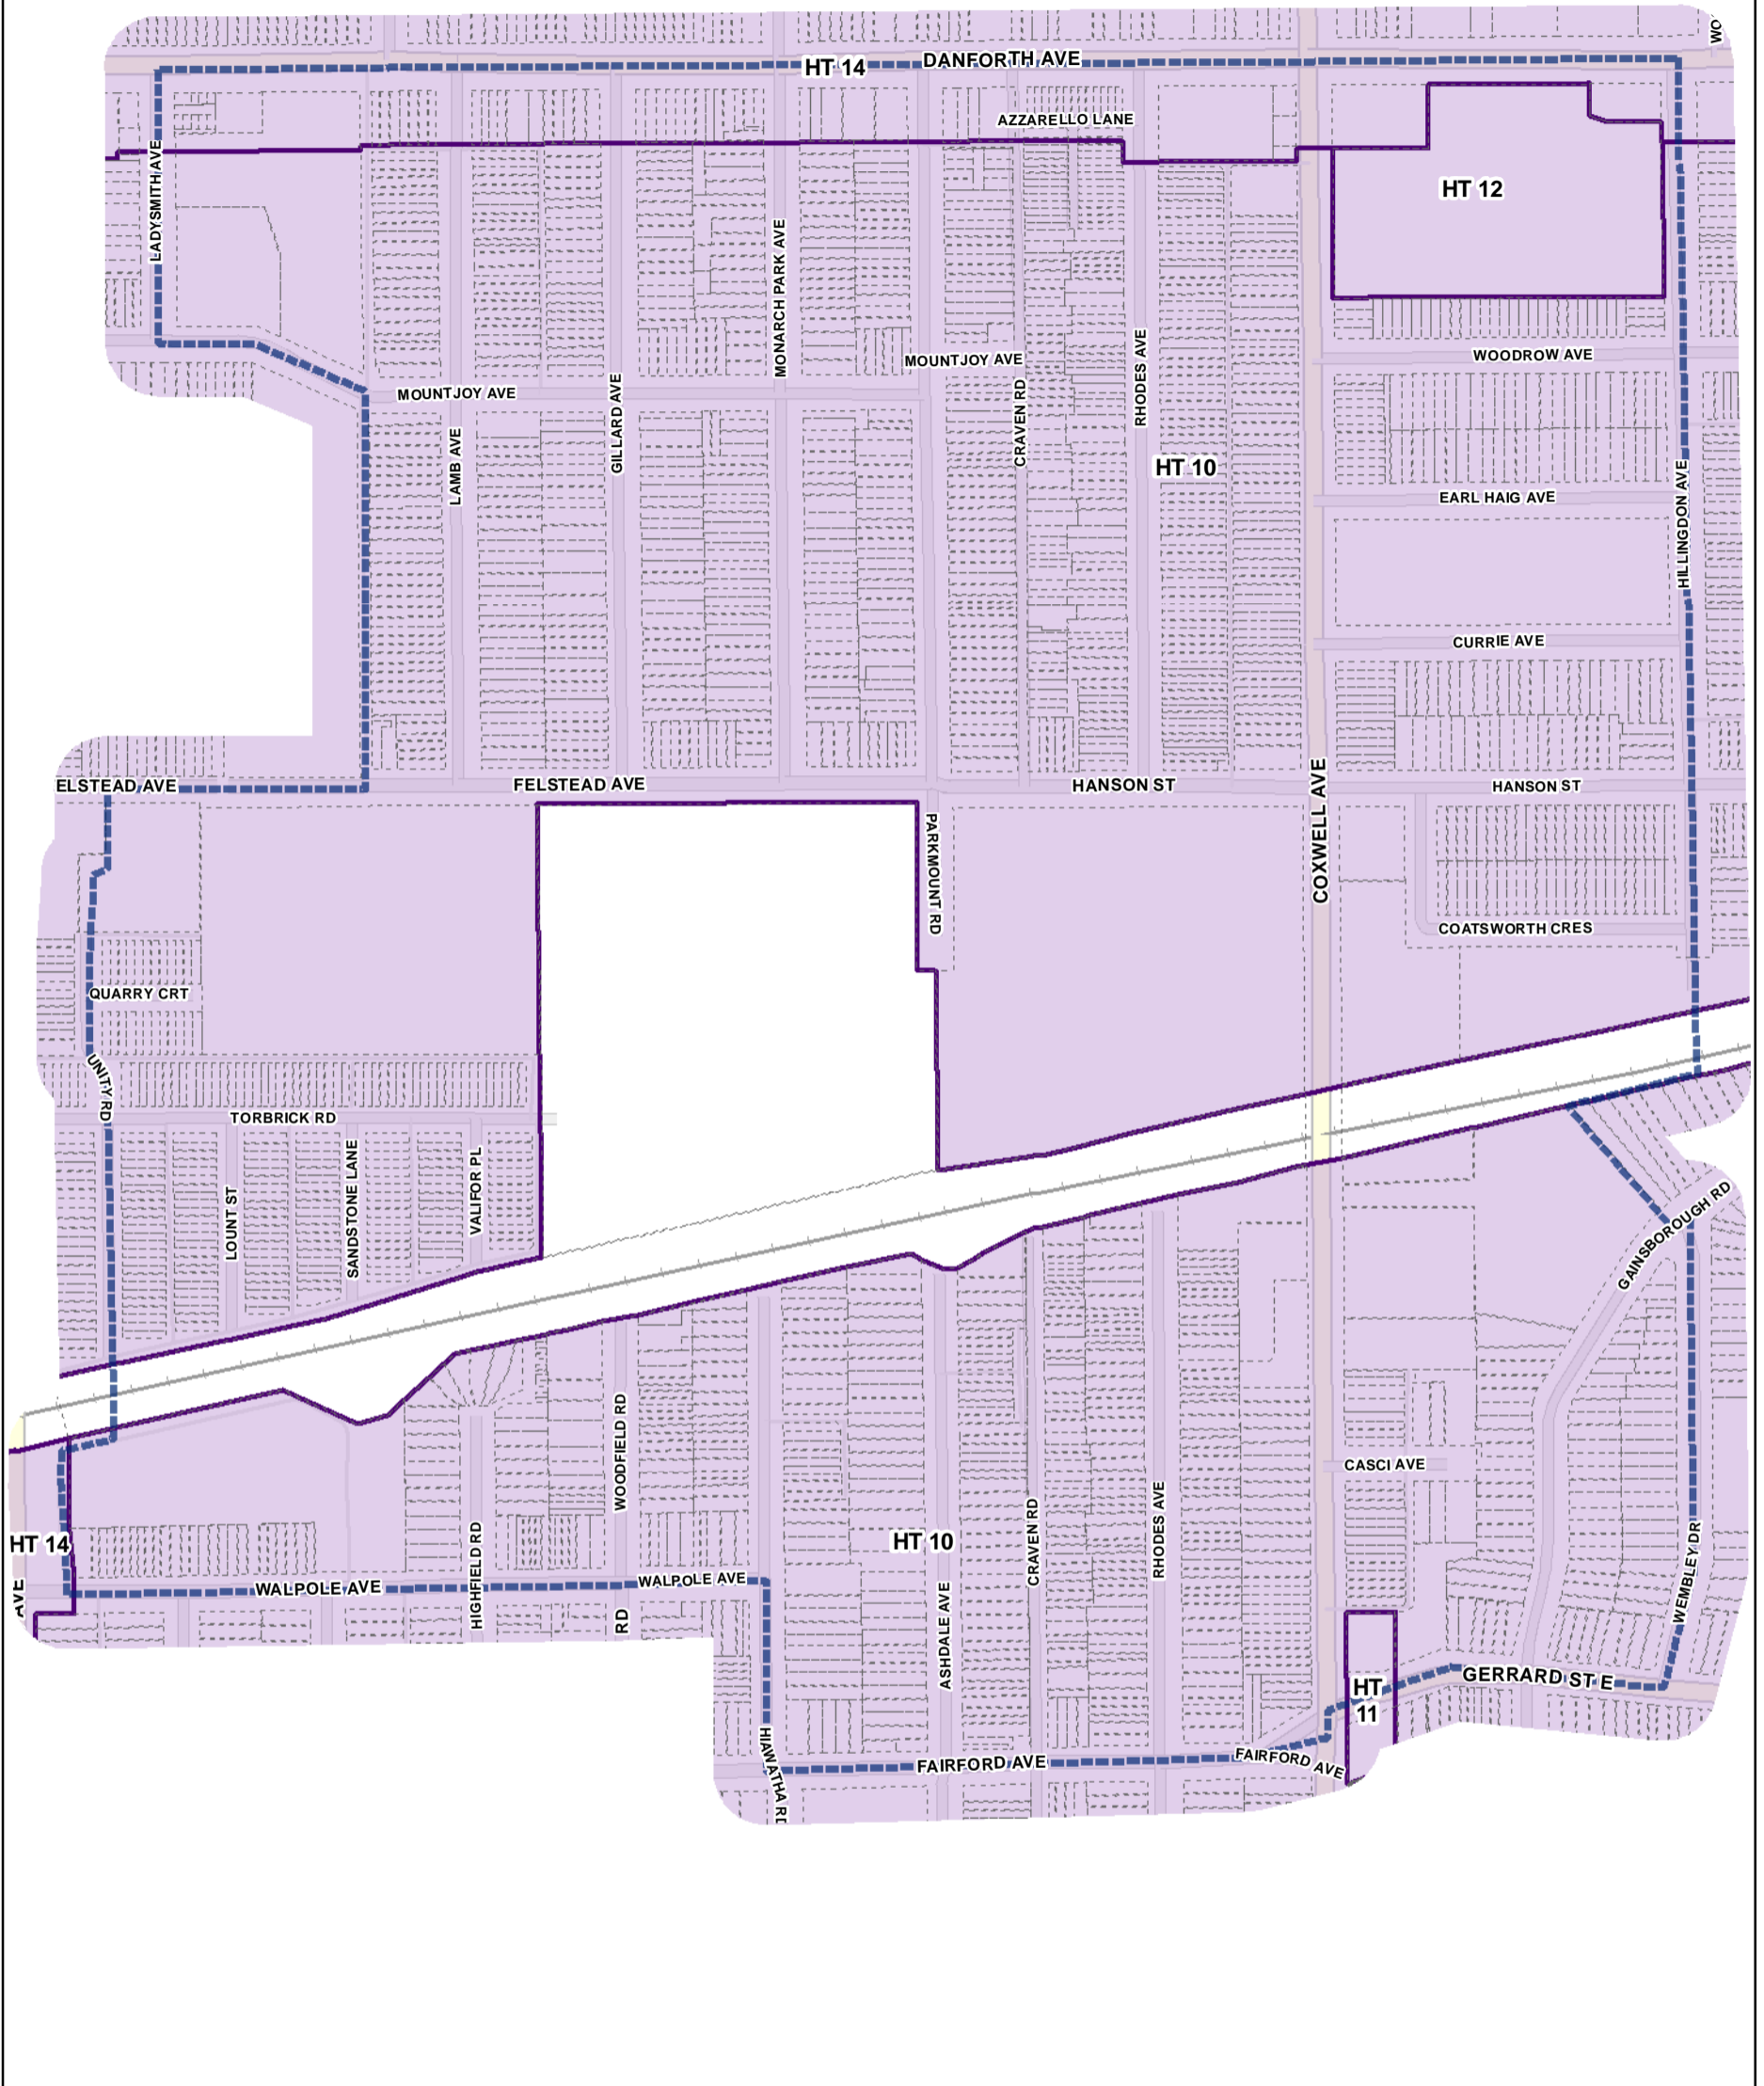 WO
DANFORTH AVE
HT 14
AZZARELLO LANE
LADYSMITH AVE
HT 12
MONARCH PARK AVE
WOODROW AVE
MOUNTJOY AVE
RHODES AVE
MOUNTJOY AVE
GILLARD AVE
CRAVEN RD
LAMB AVE
HT 10
EARL HAIG AVE
HILLINGDON AVE
CURRIE AVE
ELSTEAD AVE
FELSTEAD AVE
HANSON ST
HANSON ST
COXWELL AVE
PARKMOUNT RD
COATSWORTH CRES
QUARRY CRT
UNITY RD
TORBRICK RD
LOUNT ST
SANDSTONE LANE
VALIFOR PL
GAINSBOROUGH RD
WOODFIELD RD
CASCI AVE
HT 14
HT 10
CRAVEN RD
RHODES AVE
HIGHFIELD RD
WEMBLEY DR
AVE
WALPOLE AVE
WALPOLE AVE
RD
ASHDALE AVE
GERRARD ST E
HT
11
HIAWATHA RD
FAIRFORD AVE
FAIRFORD AVE